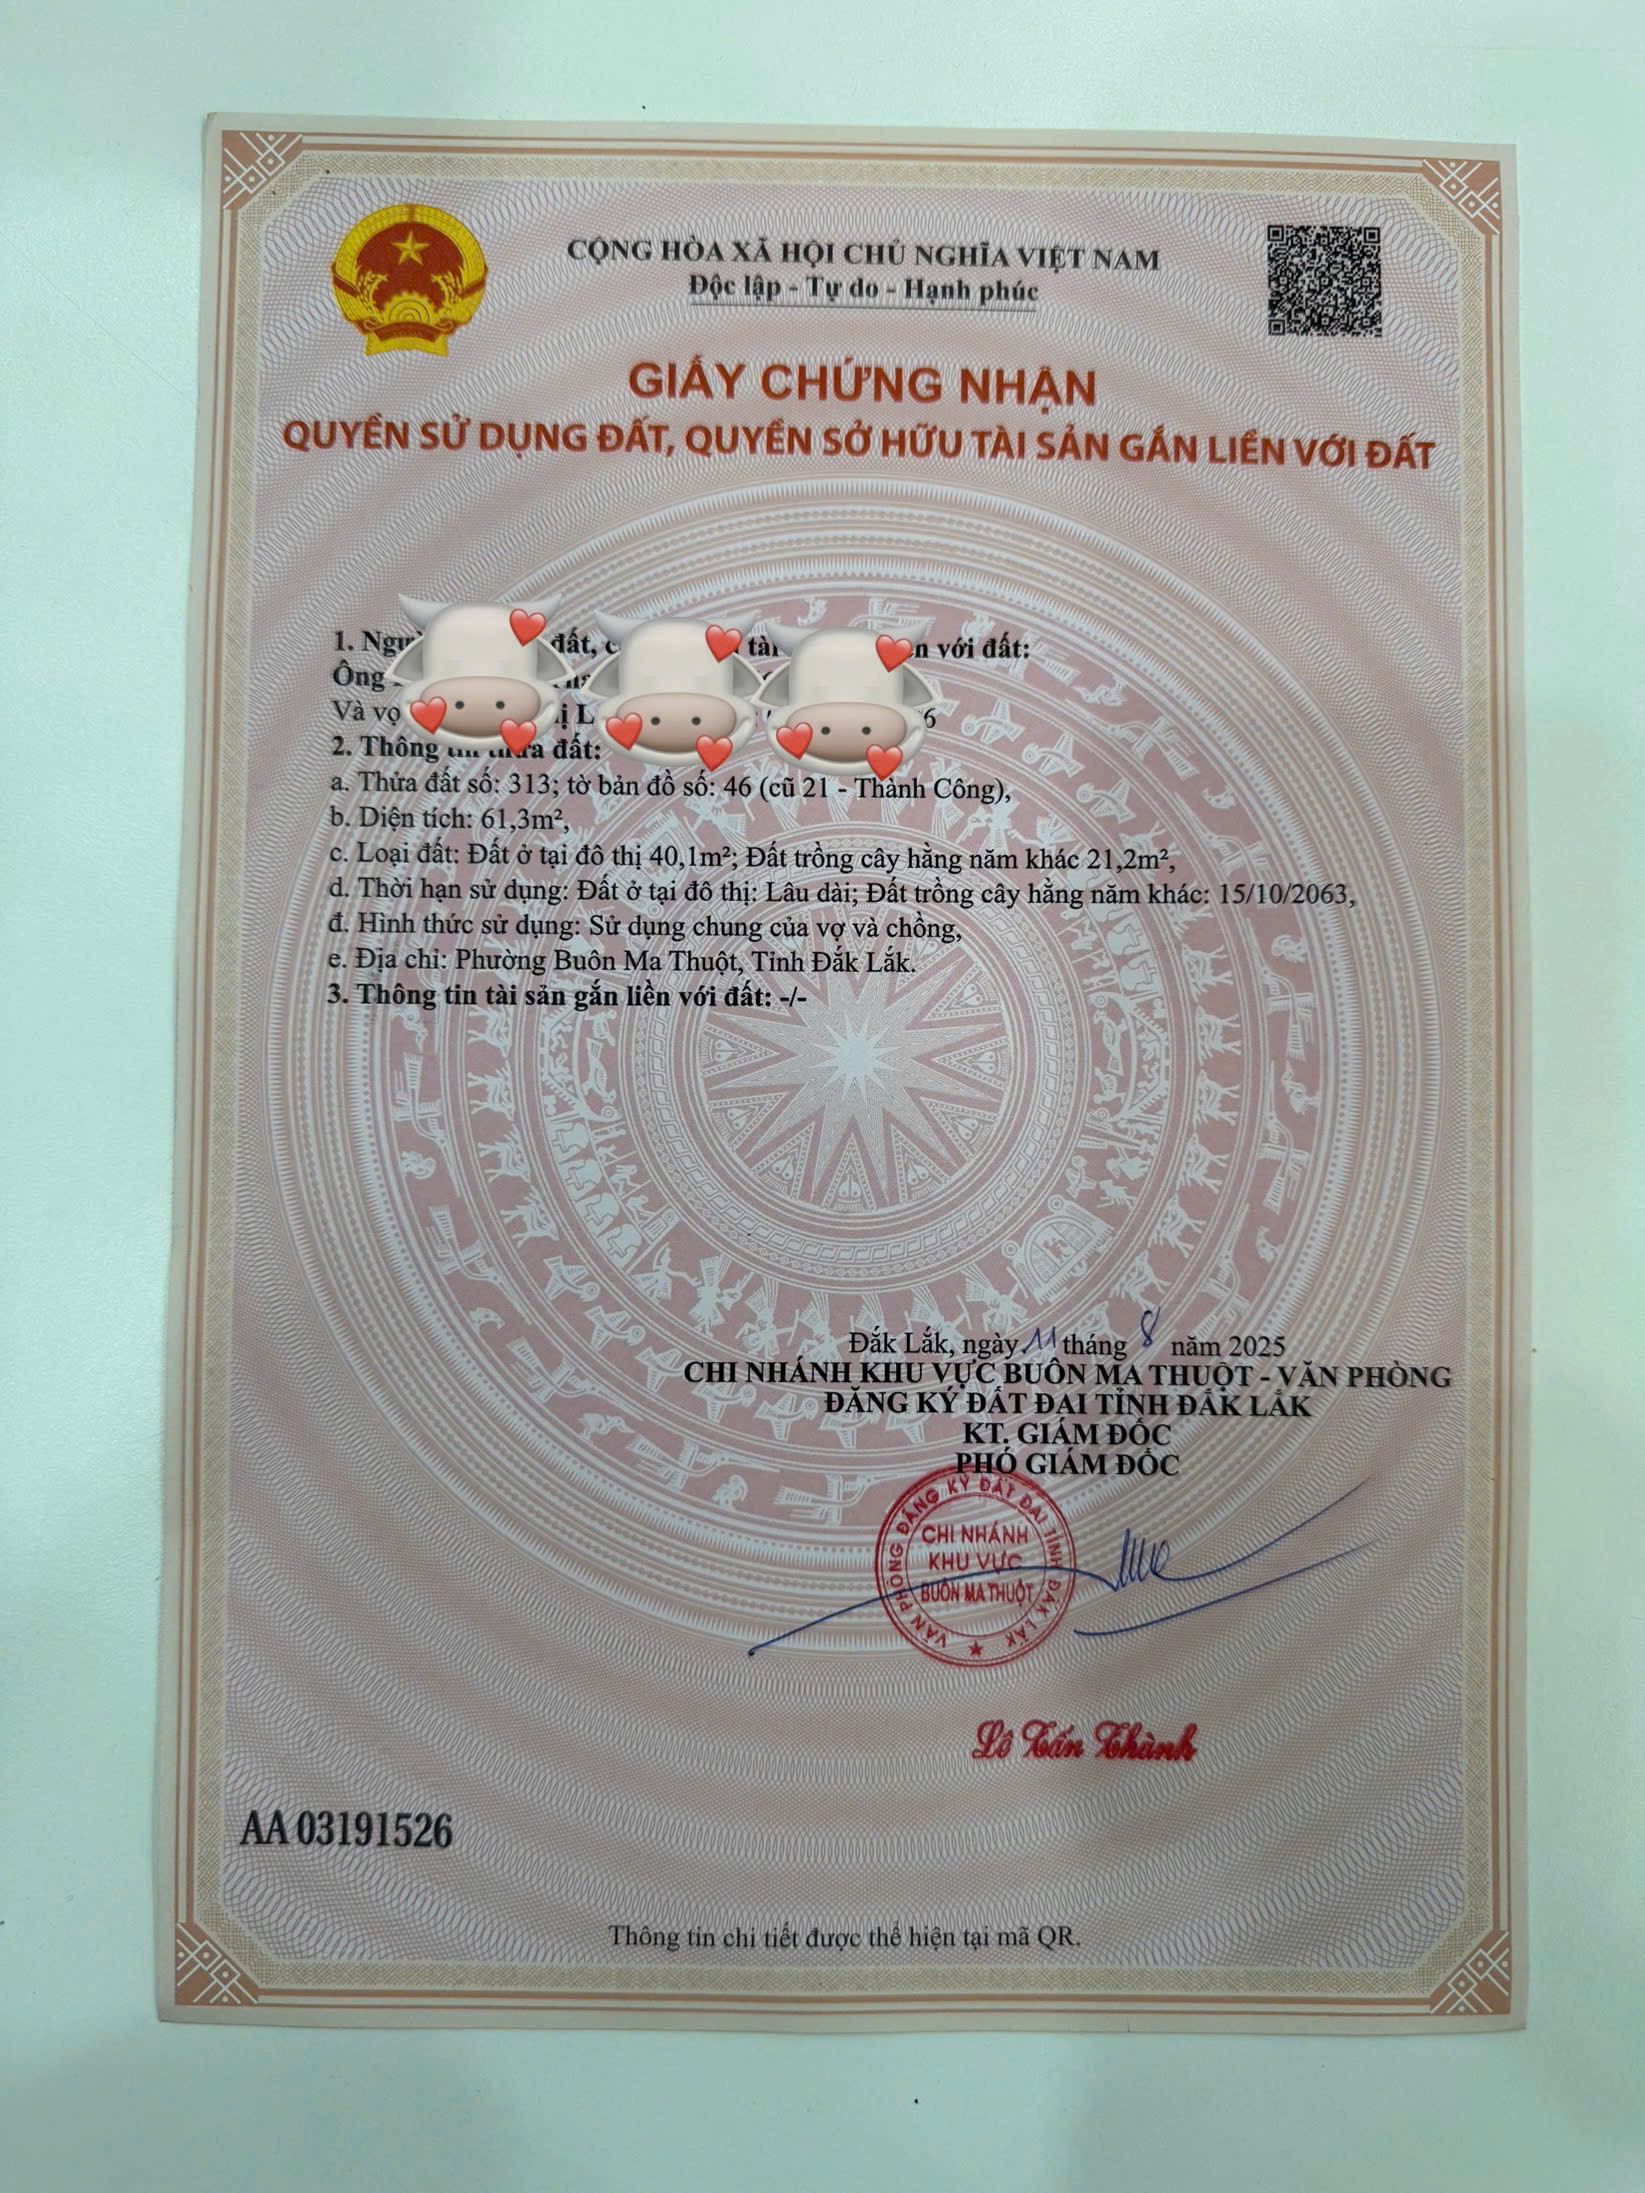 CỘNG HÒA XÃ HỘI CHỦ NGHĨA VIỆT NAM
Độc lập - Tự do - Hạnh phúc
GIẤY CHỨNG NHẬN
QUYỀN SỬ DỤNG ĐẤT, QUYỀN SỞ HỮU TÀI SẢN GẮN LIỀN VỚI ĐẤT
1. đất, với đất:
Ông
Và vợ
2. Thông đất:
a. Thửa đất số: 313; tờ bản đồ số: 46 (cũ 21 - Thành Công),
b. Diện tích: 61,3m²,
c. Loại đất: Đất ở tại đô thị 40,1m²; Đất trồng cây hằng năm khác 21,2m²,
d. Thời hạn sử dụng: Đất ở tại đô thị: Lâu dài; Đất trồng cây hằng năm khác: 15/10/2063,
đ. Hình thức sử dụng: Sử dụng chung của vợ và chồng,
e. Địa chỉ: Phường Buôn Ma Thuột, Tỉnh Đắk Lắk.
3. Thông tin tài sản gắn liền với đất: -/-
Đắk Lắk, ngày 11 tháng 8 năm 2025
CHI NHÁNH KHU VỰC BUÔN MA THUỘT - VĂN PHÒNG
ĐĂNG KÝ ĐẤT ĐAI TỈNH ĐẮK LẮK
KT. GIÁM ĐỐC
PHÓ GIÁM ĐỐC
VĂN PHÒNG ĐĂNG KÝ ĐẤT ĐAI TỈNH ĐẮK LẮK
CHI NHÁNH
KHU VỰC
BUÔN MA THUỘT
Lê Tấn Thành
AA 03191526
Thông tin chi tiết được thể hiện tại mã QR.